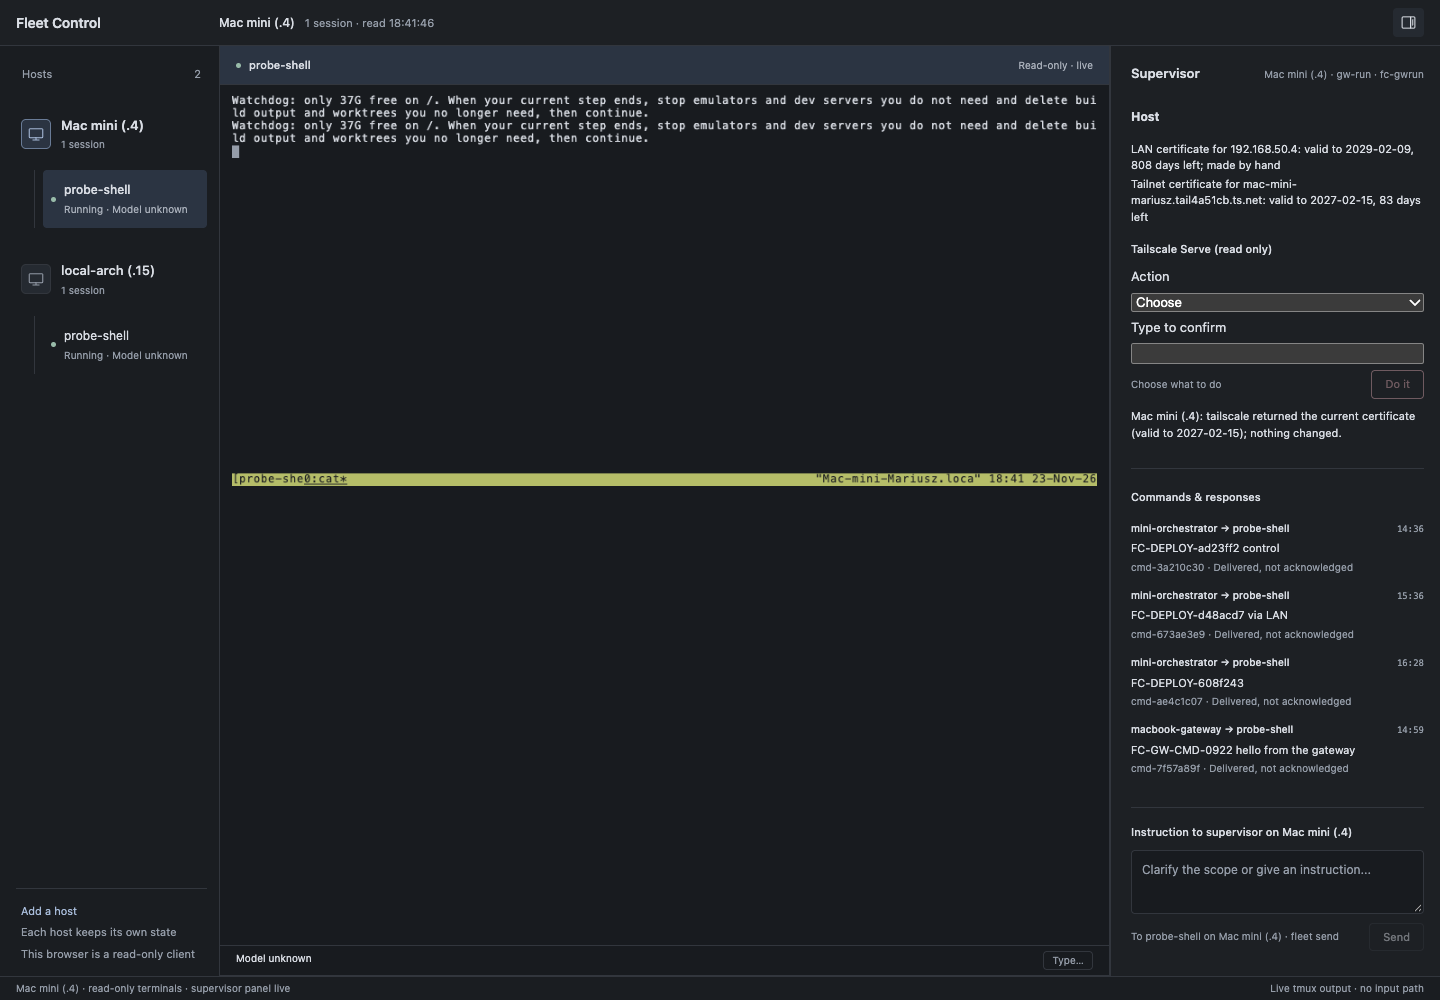 Fleet Control
Mac mini (.4) 1 session · read 18:41:46
Hosts 2
Mac mini (.4)
1 session
probe-shell
Running · Model unknown
local-arch (.15)
1 session
probe-shell
Running · Model unknown
Add a host
Each host keeps its own state
This browser is a read-only client
probe-shell Read-only · live
Watchdog: only 37G free on /. When your current step ends, stop emulators and dev servers you do not need and delete bui
ld output and worktrees you no longer need, then continue.
Watchdog: only 37G free on /. When your current step ends, stop emulators and dev servers you do not need and delete bui
ld output and worktrees you no longer need, then continue.
[probe-she0:cat* "Mac-mini-Mariusz.loca" 18:41 23-Nov-26
Model unknown Type...
Supervisor Mac mini (.4) · gw-run · fc-gwrun
Host
LAN certificate for 192.168.50.4: valid to 2029-02-09,
808 days left; made by hand
Tailnet certificate for mac-mini-
mariusz.tail4a51cb.ts.net: valid to 2027-02-15, 83 days
left
Tailscale Serve (read only)
Action
Choose
Type to confirm
Choose what to do Do it
Mac mini (.4): tailscale returned the current certificate
(valid to 2027-02-15); nothing changed.
Commands & responses
mini-orchestrator → probe-shell 14:36
FC-DEPLOY-ad23ff2 control
cmd-3a210c30 · Delivered, not acknowledged
mini-orchestrator → probe-shell 15:36
FC-DEPLOY-d48acd7 via LAN
cmd-673ae3e9 · Delivered, not acknowledged
mini-orchestrator → probe-shell 16:28
FC-DEPLOY-608f243
cmd-ae4c1c07 · Delivered, not acknowledged
macbook-gateway → probe-shell 14:59
FC-GW-CMD-0922 hello from the gateway
cmd-7f57a89f · Delivered, not acknowledged
Instruction to supervisor on Mac mini (.4)
Clarify the scope or give an instruction...
To probe-shell on Mac mini (.4) · fleet send Send
Mac mini (.4) · read-only terminals · supervisor panel live
Live tmux output · no input path